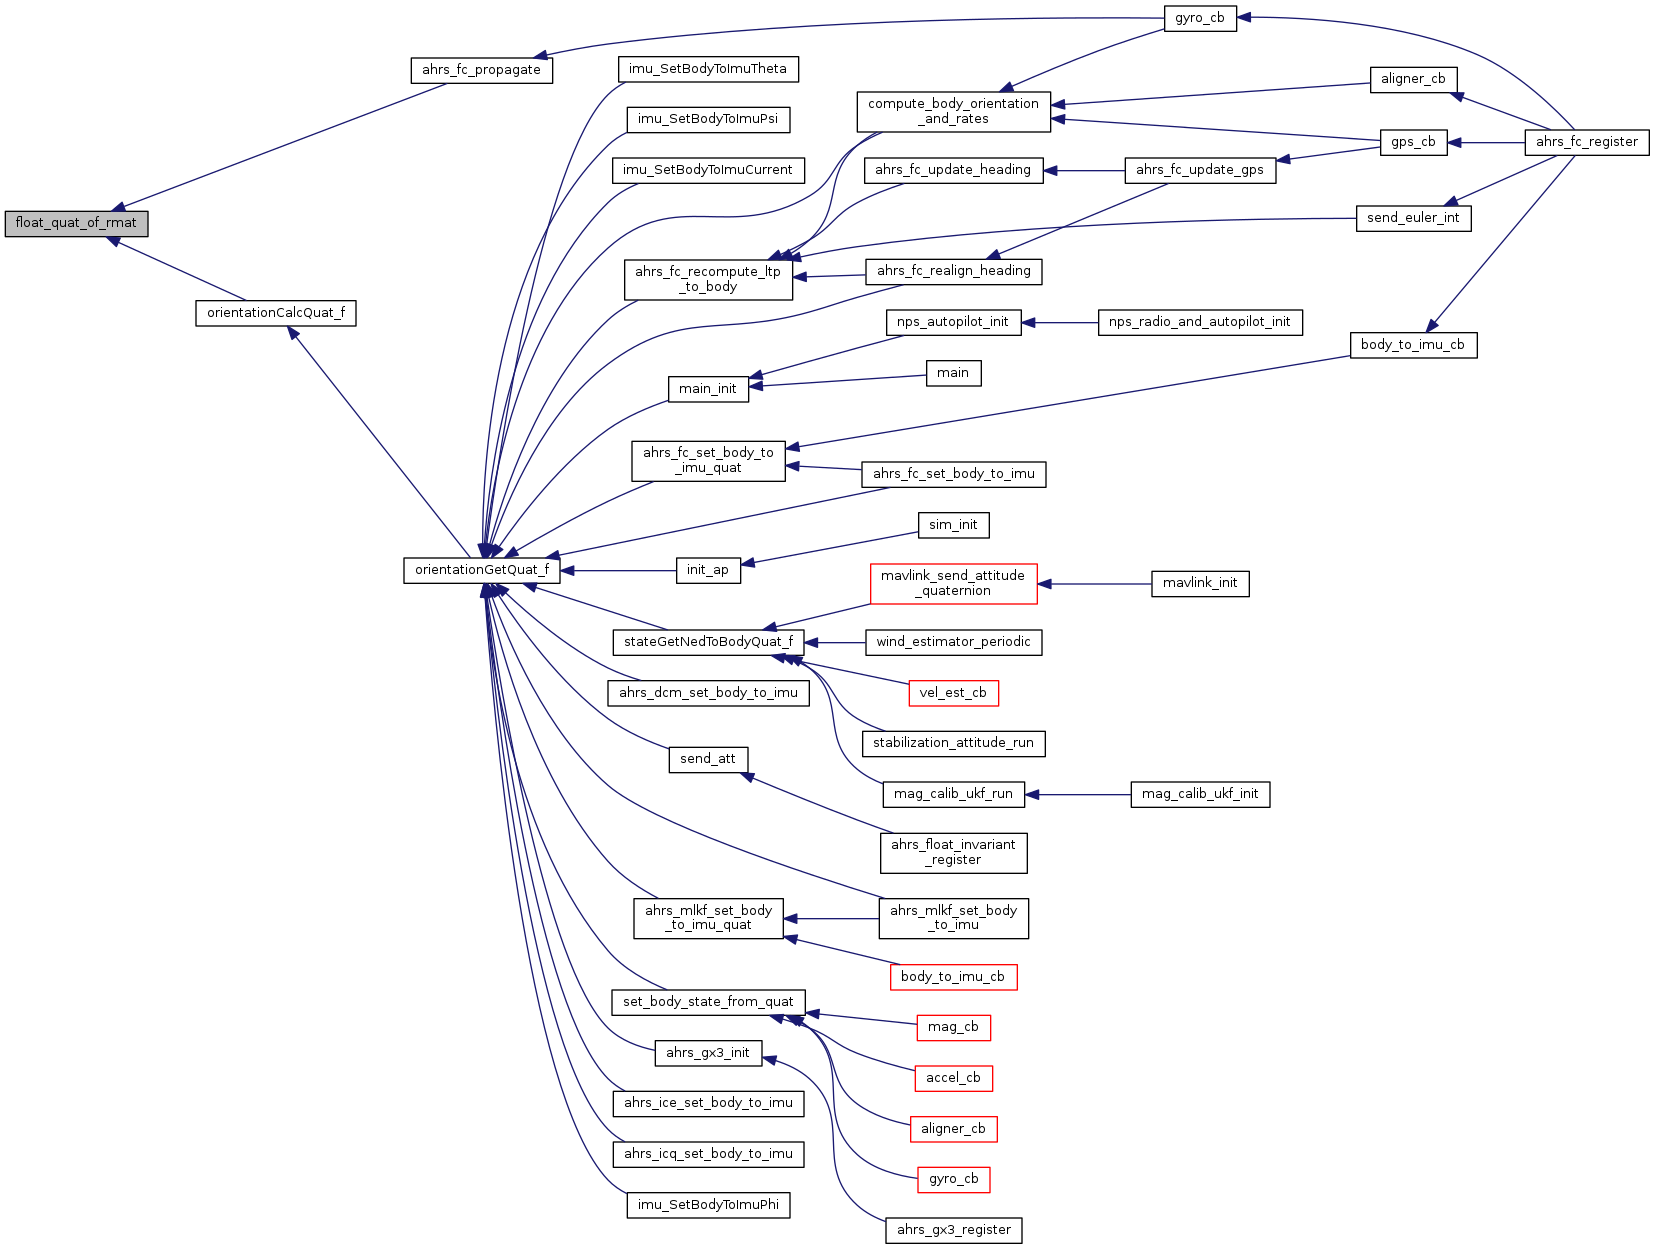 float_quat_of_rmat
ahrs_fc_propagate
orientationCalcQuat_f
orientationGetQuat_f
imu_SetBodyToImuTheta
imu_SetBodyToImuPsi
imu_SetBodyToImuCurrent
ahrs_fc_recompute_ltp
_to_body
main_init
ahrs_fc_set_body_to
_imu_quat
init_ap
stateGetNedToBodyQuat_f
ahrs_dcm_set_body_to_imu
send_att
ahrs_mlkf_set_body
_to_imu_quat
set_body_state_from_quat
ahrs_gx3_init
ahrs_ice_set_body_to_imu
ahrs_icq_set_body_to_imu
imu_SetBodyToImuPhi
compute_body_orientation
_and_rates
ahrs_fc_update_heading
ahrs_fc_realign_heading
nps_autopilot_init
main
ahrs_fc_set_body_to_imu
sim_init
mavlink_send_attitude
_quaternion
wind_estimator_periodic
vel_est_cb
stabilization_attitude_run
mag_calib_ukf_run
ahrs_float_invariant
_register
ahrs_mlkf_set_body
_to_imu
body_to_imu_cb
mag_cb
accel_cb
aligner_cb
gyro_cb
ahrs_gx3_register
gyro_cb
ahrs_fc_update_gps
nps_radio_and_autopilot_init
mavlink_init
mag_calib_ukf_init
aligner_cb
gps_cb
send_euler_int
body_to_imu_cb
ahrs_fc_register